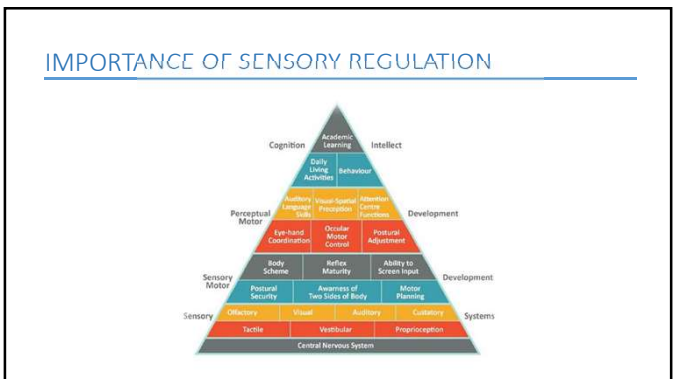 IMPORTANCE OF SENSORY REGULATION
Academic
Learning
Cognition
Intellect
Daily
Living
Activities
Behaviour
Auditory
Language
Skills
Visual-Spatial
Perception
Attention
Centre
Functions
Perceptual
Motor
Development
Eye-hand
Coordination
Occular
Motor
Control
Postural
Adjustment
Body
Scheme
Reflex
Maturity
Ability to
Screen Input
Sensory
Motor
Development
Postural
Security
Awarness of
Two Sides of Body
Motor
Planning
Sensory
Olfactory
Visual
Auditory
Custatory
Systems
Tactile
Vestibular
Proprioception
Central Nervous System